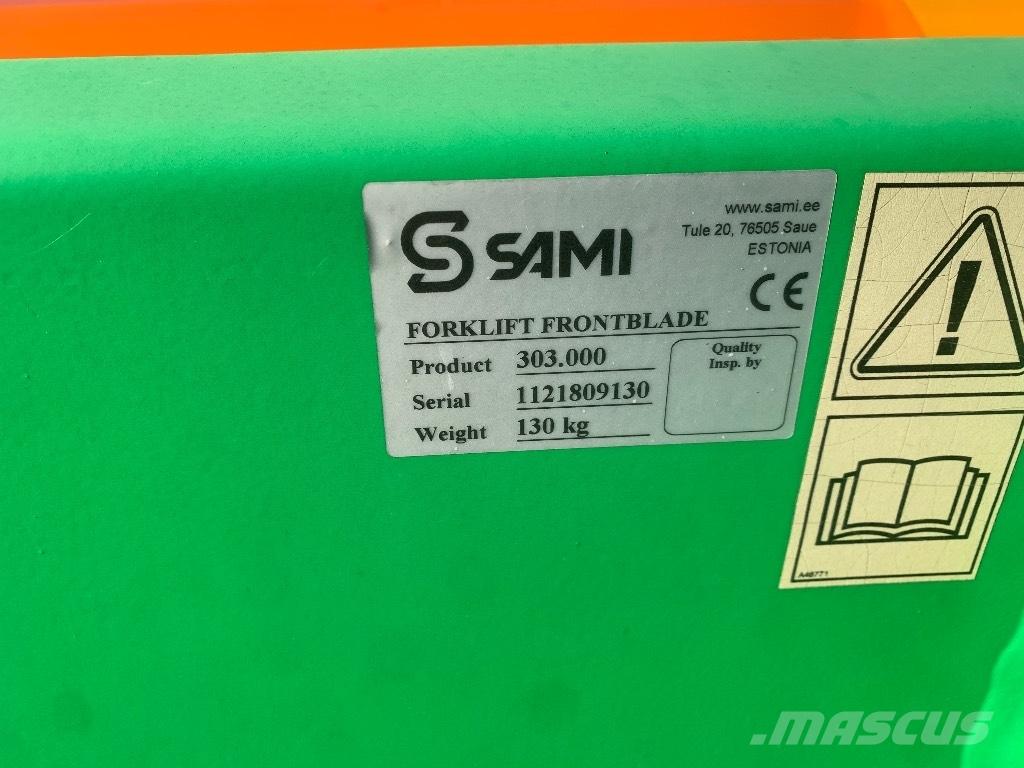 SAMI
www.sami.ee
Tule 20, 76505 Saue
ESTONIA
CE
FORKLIFT FRONTBLADE
Product 303.000
Serial 1121809130
Weight 130 kg
Quality
Insp. by
!
A46771
MASCUS